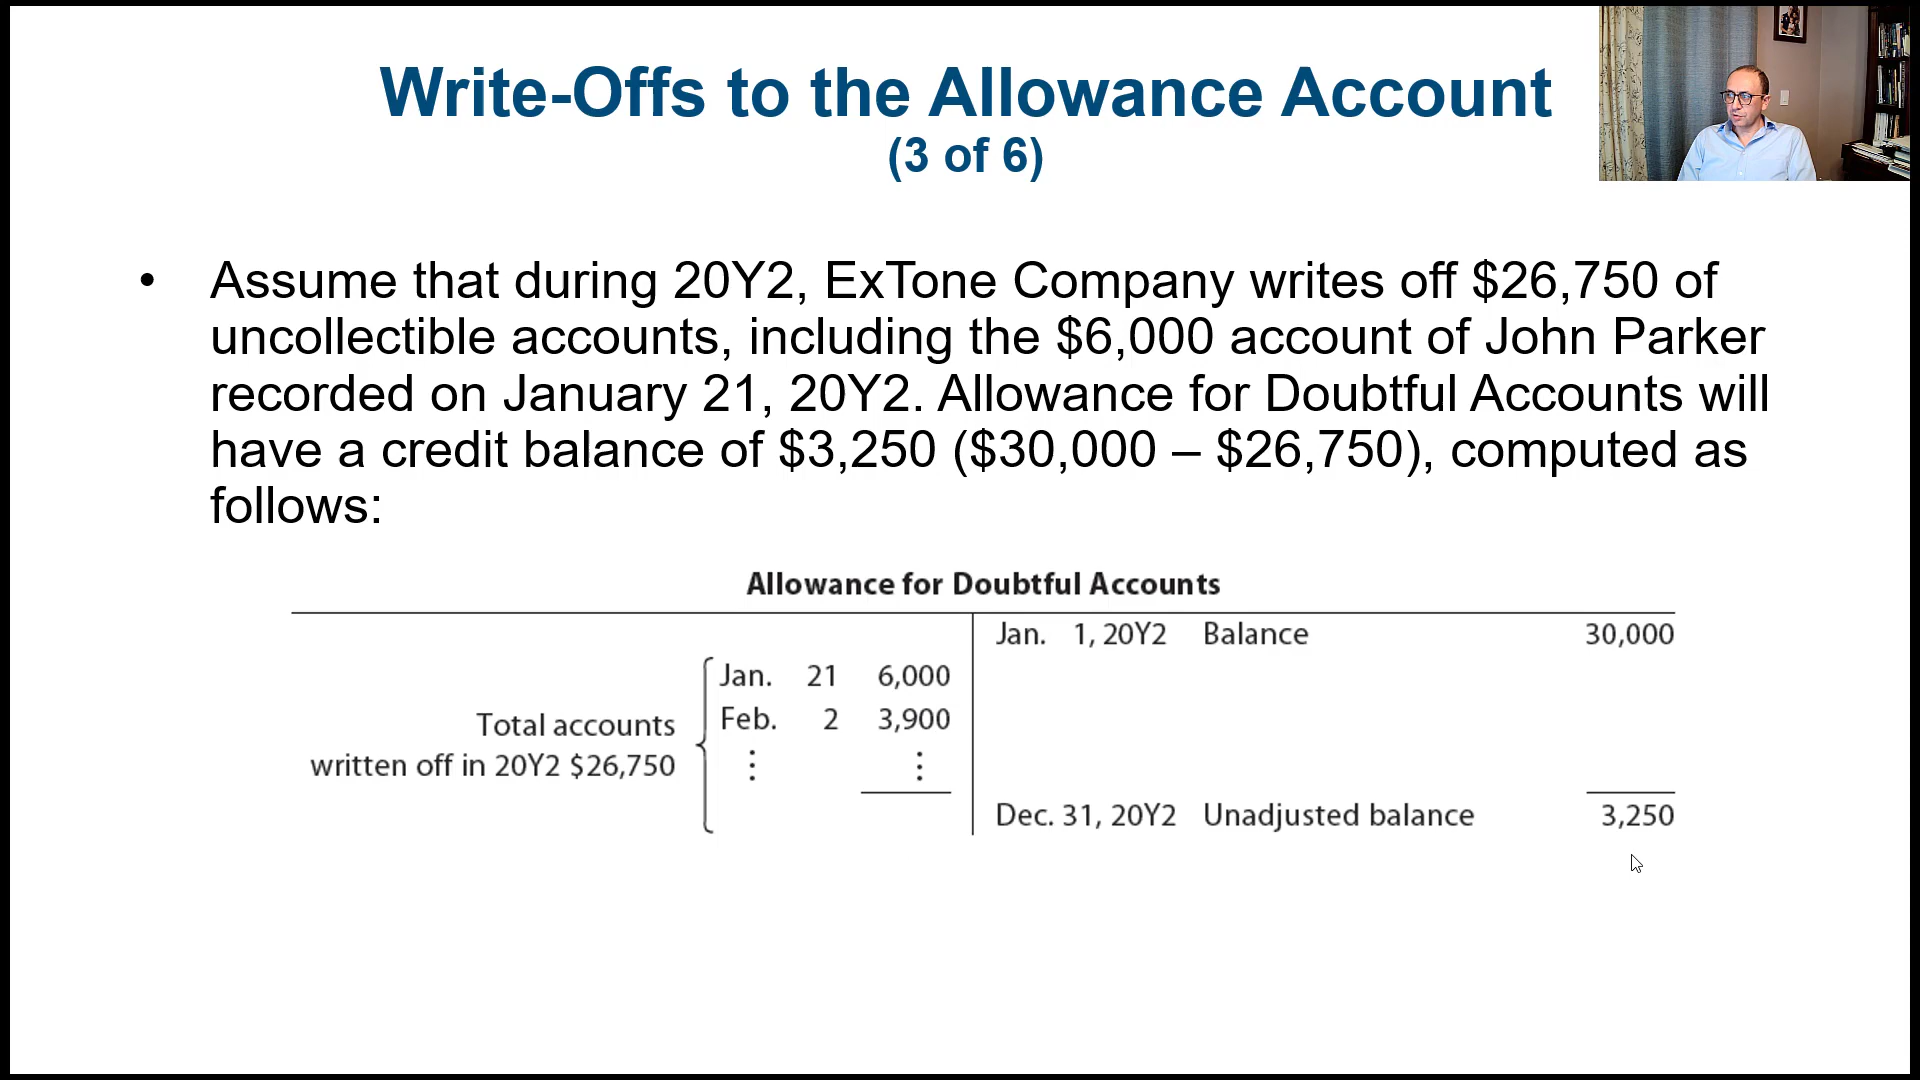 Write-Offs to the Allowance Account
(3 of 6)
• Assume that during 20Y2, ExTone Company writes off $26,750 of
uncollectible accounts, including the $6,000 account of John Parker
recorded on January 21, 20Y2. Allowance for Doubtful Accounts will
have a credit balance of $3,250 ($30,000 – $26,750), computed as
follows:
Allowance for Doubtful Accounts
Jan. 1, 20Y2 Balance 30,000
Jan. 21 6,000
Feb. 2 3,900
Total accounts
written off in 20Y2 $26,750
⋮ ⋮
Dec. 31, 20Y2 Unadjusted balance 3,250